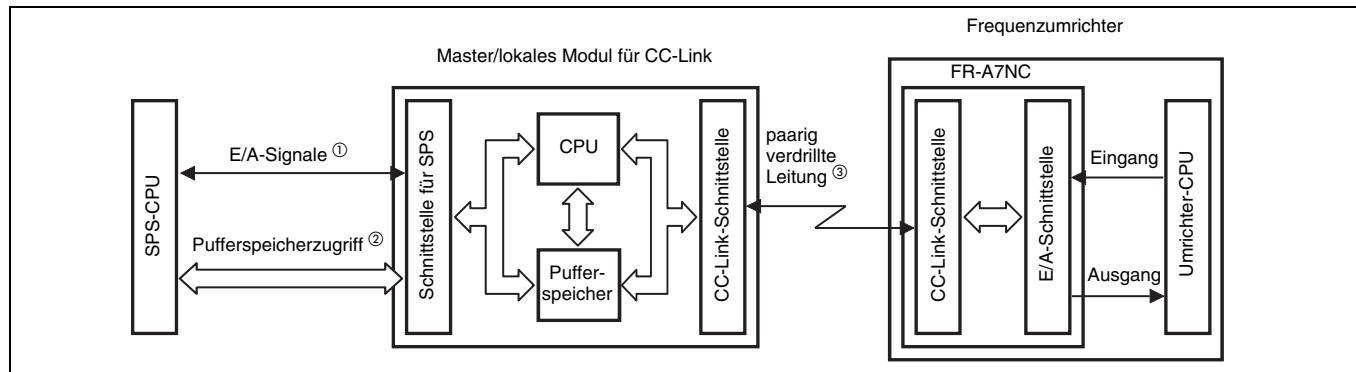 Frequenzumrichter
Master/lokales Modul für CC-Link
FR-A7NC
SPS-CPU
E/A-Signale ①
Pufferspeicherzugriff ②
Schnittstelle für SPS
CPU
Puffer-
speicher
CC-Link-Schnittstelle
paarig
verdrillte
Leitung ③
CC-Link-Schnittstelle
E/A-Schnittstelle
Eingang
Ausgang
Umrichter-CPU